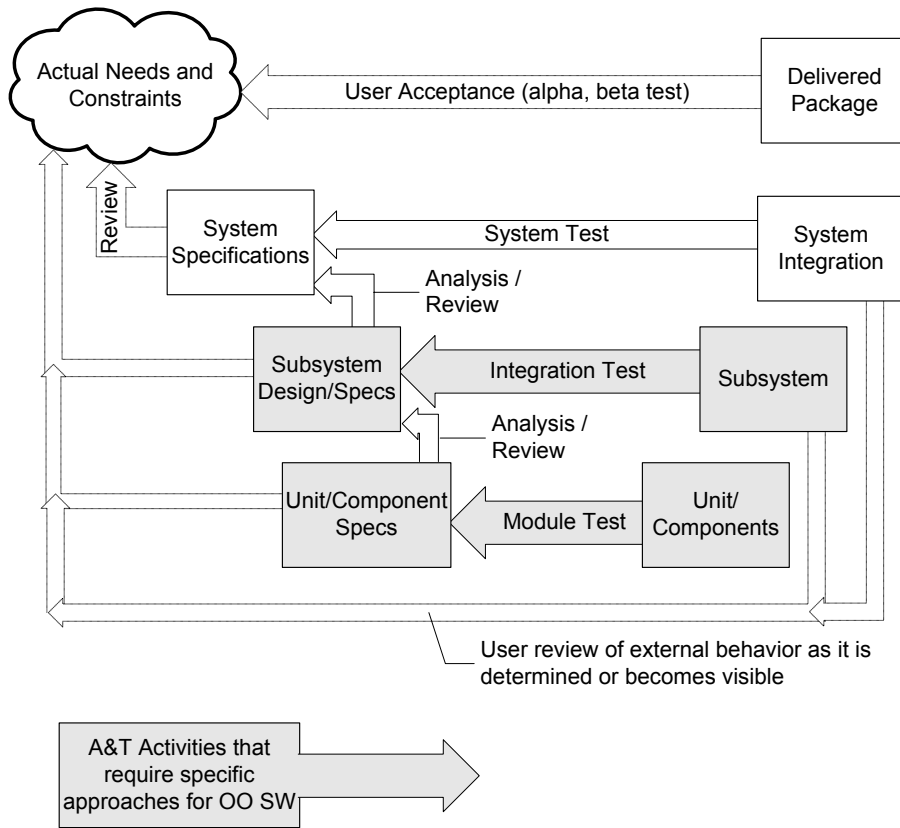 Actual Needs and
Constraints
User Acceptance (alpha, beta test)
Delivered
Package
Review
System
Specifications
System Test
System
Integration
Analysis /
Review
Subsystem
Design/Specs
Integration Test
Subsystem
Analysis /
Review
Unit/Component
Specs
Module Test
Unit/
Components
User review of external behavior as it is
determined or becomes visible
A&T Activities that
require specific
approaches for OO SW